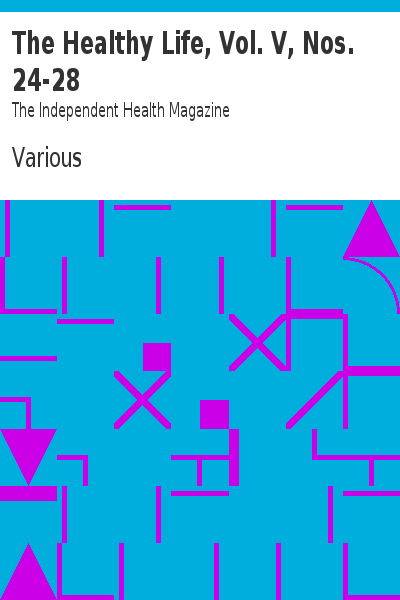 The Healthy Life, Vol. V, Nos.
24-28
The Independent Health Magazine
Various